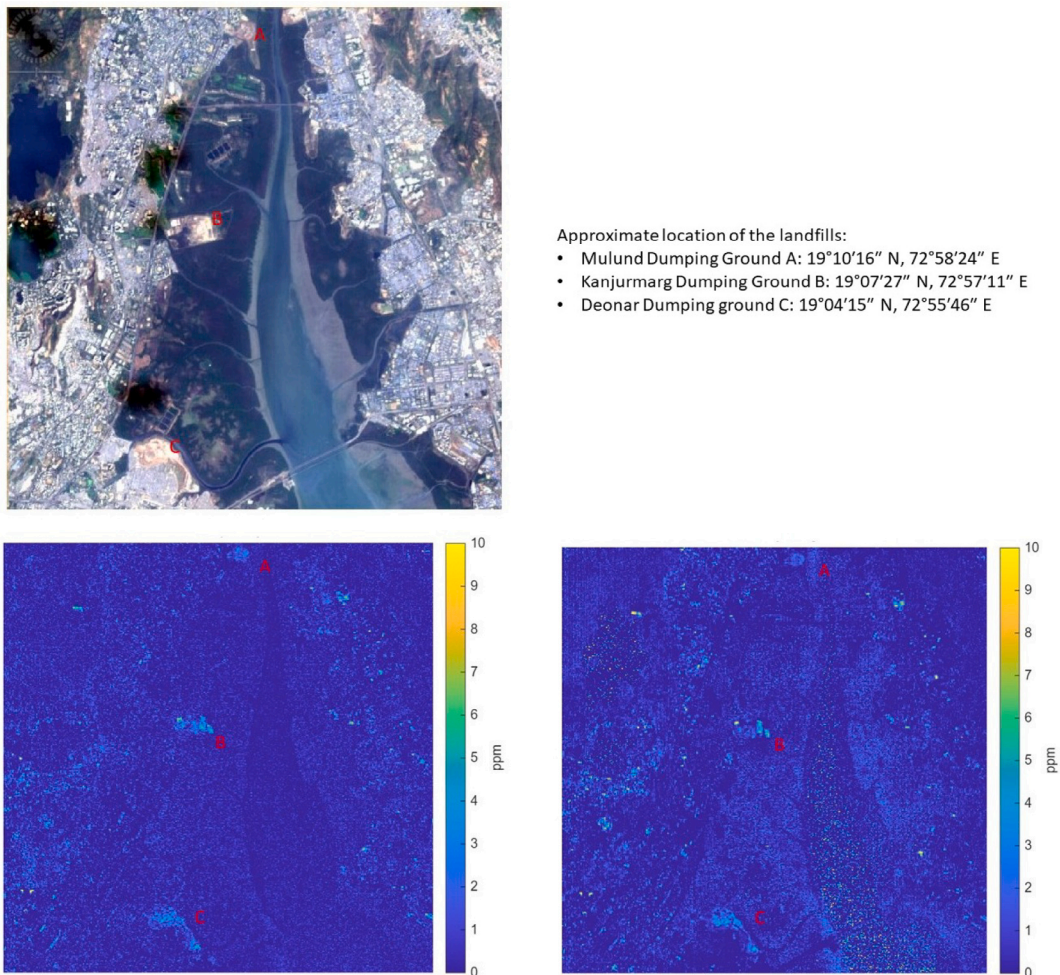 A
B
C
Approximate location of the landfills:
• Mulund Dumping Ground A: 19°10′16″ N, 72°58′24″ E
• Kanjurmarg Dumping Ground B: 19°07′27″ N, 72°57′11″ E
• Deonar Dumping ground C: 19°04′15″ N, 72°55′46″ E
A
B
C
10
9
8
7
6
5
4
3
2
1
0
ppm
A
B
C
10
9
8
7
6
5
4
3
2
1
0
ppm